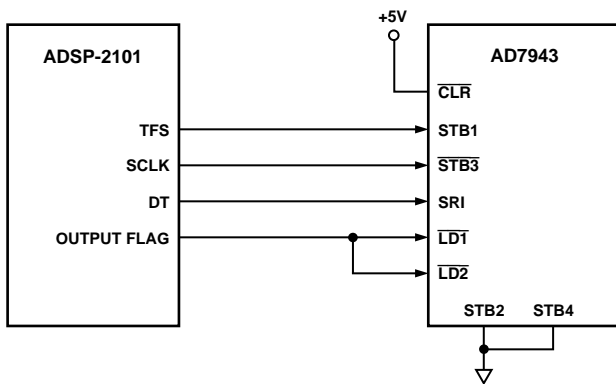 +5V
ADSP-2101
AD7943
CLR
TFS
STB1
SCLK
STB3
DT
SRI
OUTPUT FLAG
LD1
LD2
STB2
STB4